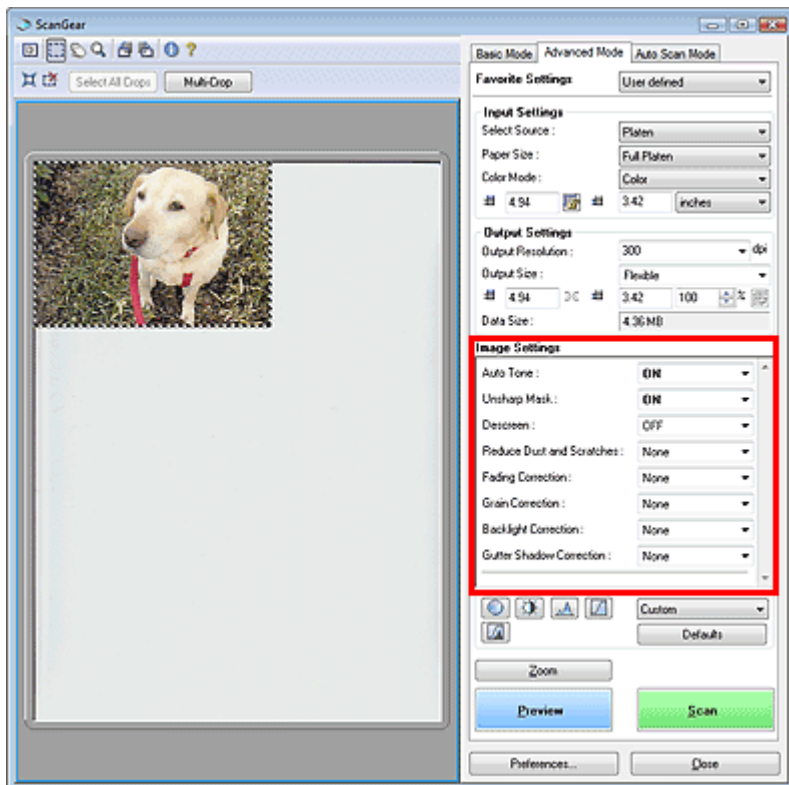 ScanGear
Select All Crops Multi-Crop
Basic Mode Advanced Mode Auto Scan Mode
Favorite Settings User defined
Input Settings
Select Source : Platen
Paper Size : Full Platen
Color Mode : Color
4.94 3.42 inches
Output Settings
Output Resolution : 300 dpi
Output Size : Flexible
4.94 3.42 100 %
Data Size : 4.36 MB
Image Settings
Auto Tone : ON
Unsharp Mask : ON
Descreen : OFF
Reduce Dust and Scratches : None
Fading Correction : None
Grain Correction : None
Backlight Correction : None
Gutter Shadow Correction : None
Custom
Defaults
Zoom
Preview Scan
Preferences... Close